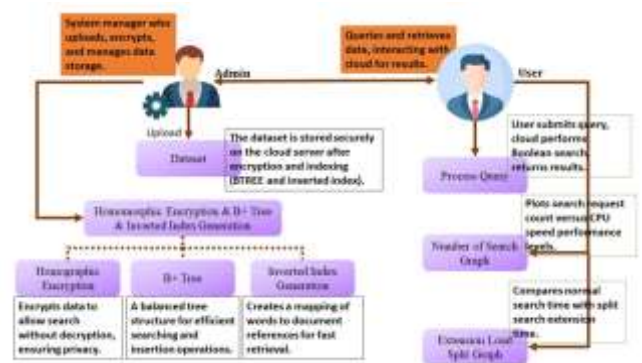 System manager who
uploads, encrypts,
and manages data
storage.
Queries and retrieves
data, interacting with
cloud for results.
Admin
User
Upload
Dataset
The dataset is stored securely
on the cloud server after
encryption and indexing
(BTREE and inverted index).
User submits query,
cloud performs
Boolean search,
returns results.
Process Query
Homomorphic Encryption & B+ Tree
& Inverted Index Generation
Plots search request
count versus CPU
speed performance
levels.
Number of Search
Graph
Homographic
Encryption
B+ Tree
Inverted Index
Generation
Encrypts data to
allow search
without decryption,
ensuring privacy.
A balanced tree
structure for efficient
searching and
insertion operations.
Creates a mapping of
words to document
references for fast
retrieval.
Compares normal
search time with split
search extension
time.
Extension Load
Split Graph